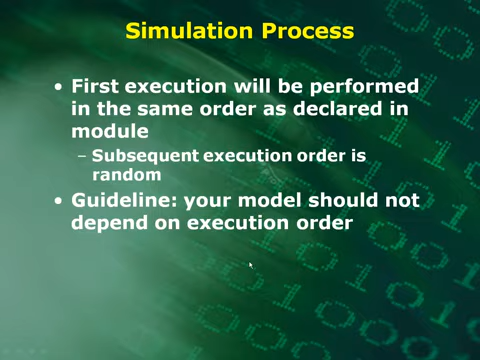 Simulation Process
• First execution will be performed
in the same order as declared in
module
– Subsequent execution order is
random
• Guideline: your model should not
depend on execution order